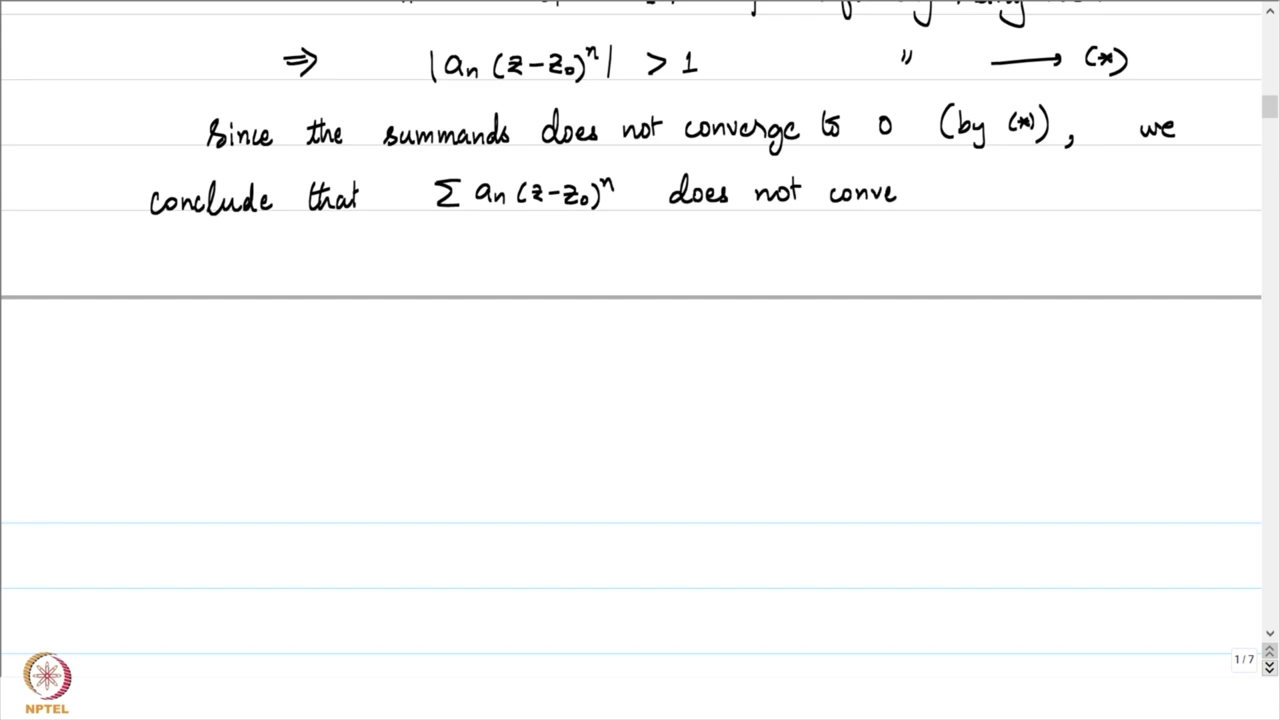 ⇒ |an (z-z₀)ⁿ| > 1 " ⟶ (*)
Since the summands does not converge to 0 (by (*)), we
conclude that Σ an (z-z₀)ⁿ does not conve
1 / 7
NPTEL